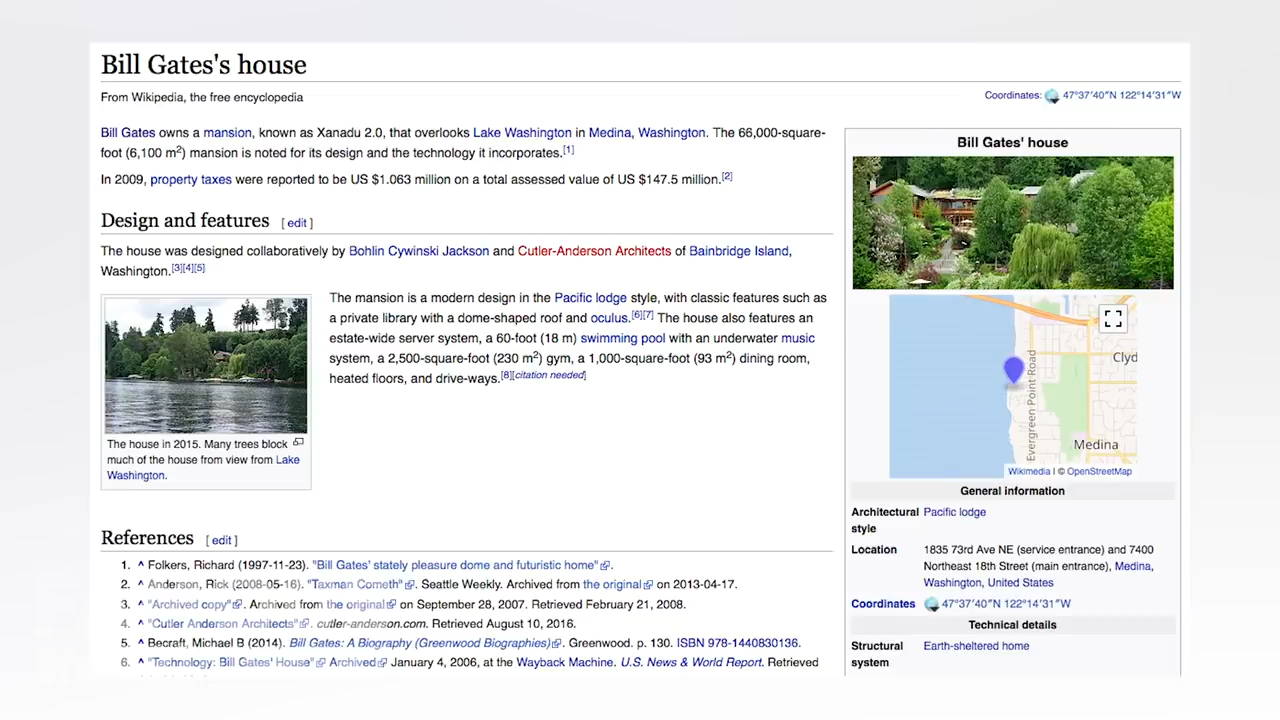 Bill Gates's house
From Wikipedia, the free encyclopedia
Coordinates: 47°37′40″N 122°14′31″W
Bill Gates owns a mansion, known as Xanadu 2.0, that overlooks Lake Washington in Medina, Washington. The 66,000-square-
foot (6,100 m²) mansion is noted for its design and the technology it incorporates.[1]
In 2009, property taxes were reported to be US $1.063 million on a total assessed value of US $147.5 million.[2]
Design and features [ edit ]
The house was designed collaboratively by Bohlin Cywinski Jackson and Cutler-Anderson Architects of Bainbridge Island,
Washington.[3][4][5]
The mansion is a modern design in the Pacific lodge style, with classic features such as
a private library with a dome-shaped roof and oculus.[6][7] The house also features an
estate-wide server system, a 60-foot (18 m) swimming pool with an underwater music
system, a 2,500-square-foot (230 m²) gym, a 1,000-square-foot (93 m²) dining room,
heated floors, and drive-ways.[8][citation needed]
The house in 2015. Many trees block
much of the house from view from Lake
Washington.
References [ edit ]
1. ^ Folkers, Richard (1997-11-23). "Bill Gates' stately pleasure dome and futuristic home".
2. ^ Anderson, Rick (2008-05-16). "Taxman Cometh". Seattle Weekly. Archived from the original on 2013-04-17.
3. ^ "Archived copy". Archived from the original on September 28, 2007. Retrieved February 21, 2008.
4. ^ "Cutler Anderson Architects". cutler-anderson.com. Retrieved August 10, 2016.
5. ^ Becraft, Michael B (2014). Bill Gates: A Biography (Greenwood Biographies). Greenwood. p. 130. ISBN 978-1440830136.
6. ^ "Technology: Bill Gates' House" Archived January 4, 2006, at the Wayback Machine. U.S. News & World Report. Retrieved
Bill Gates' house
Evergreen Point Road
Clyd
Medina
Wikimedia | © OpenStreetMap
General information
Architectural style Pacific lodge
Location 1835 73rd Ave NE (service entrance) and 7400
Northeast 18th Street (main entrance), Medina,
Washington, United States
Coordinates 47°37′40″N 122°14′31″W
Technical details
Structural system Earth-sheltered home